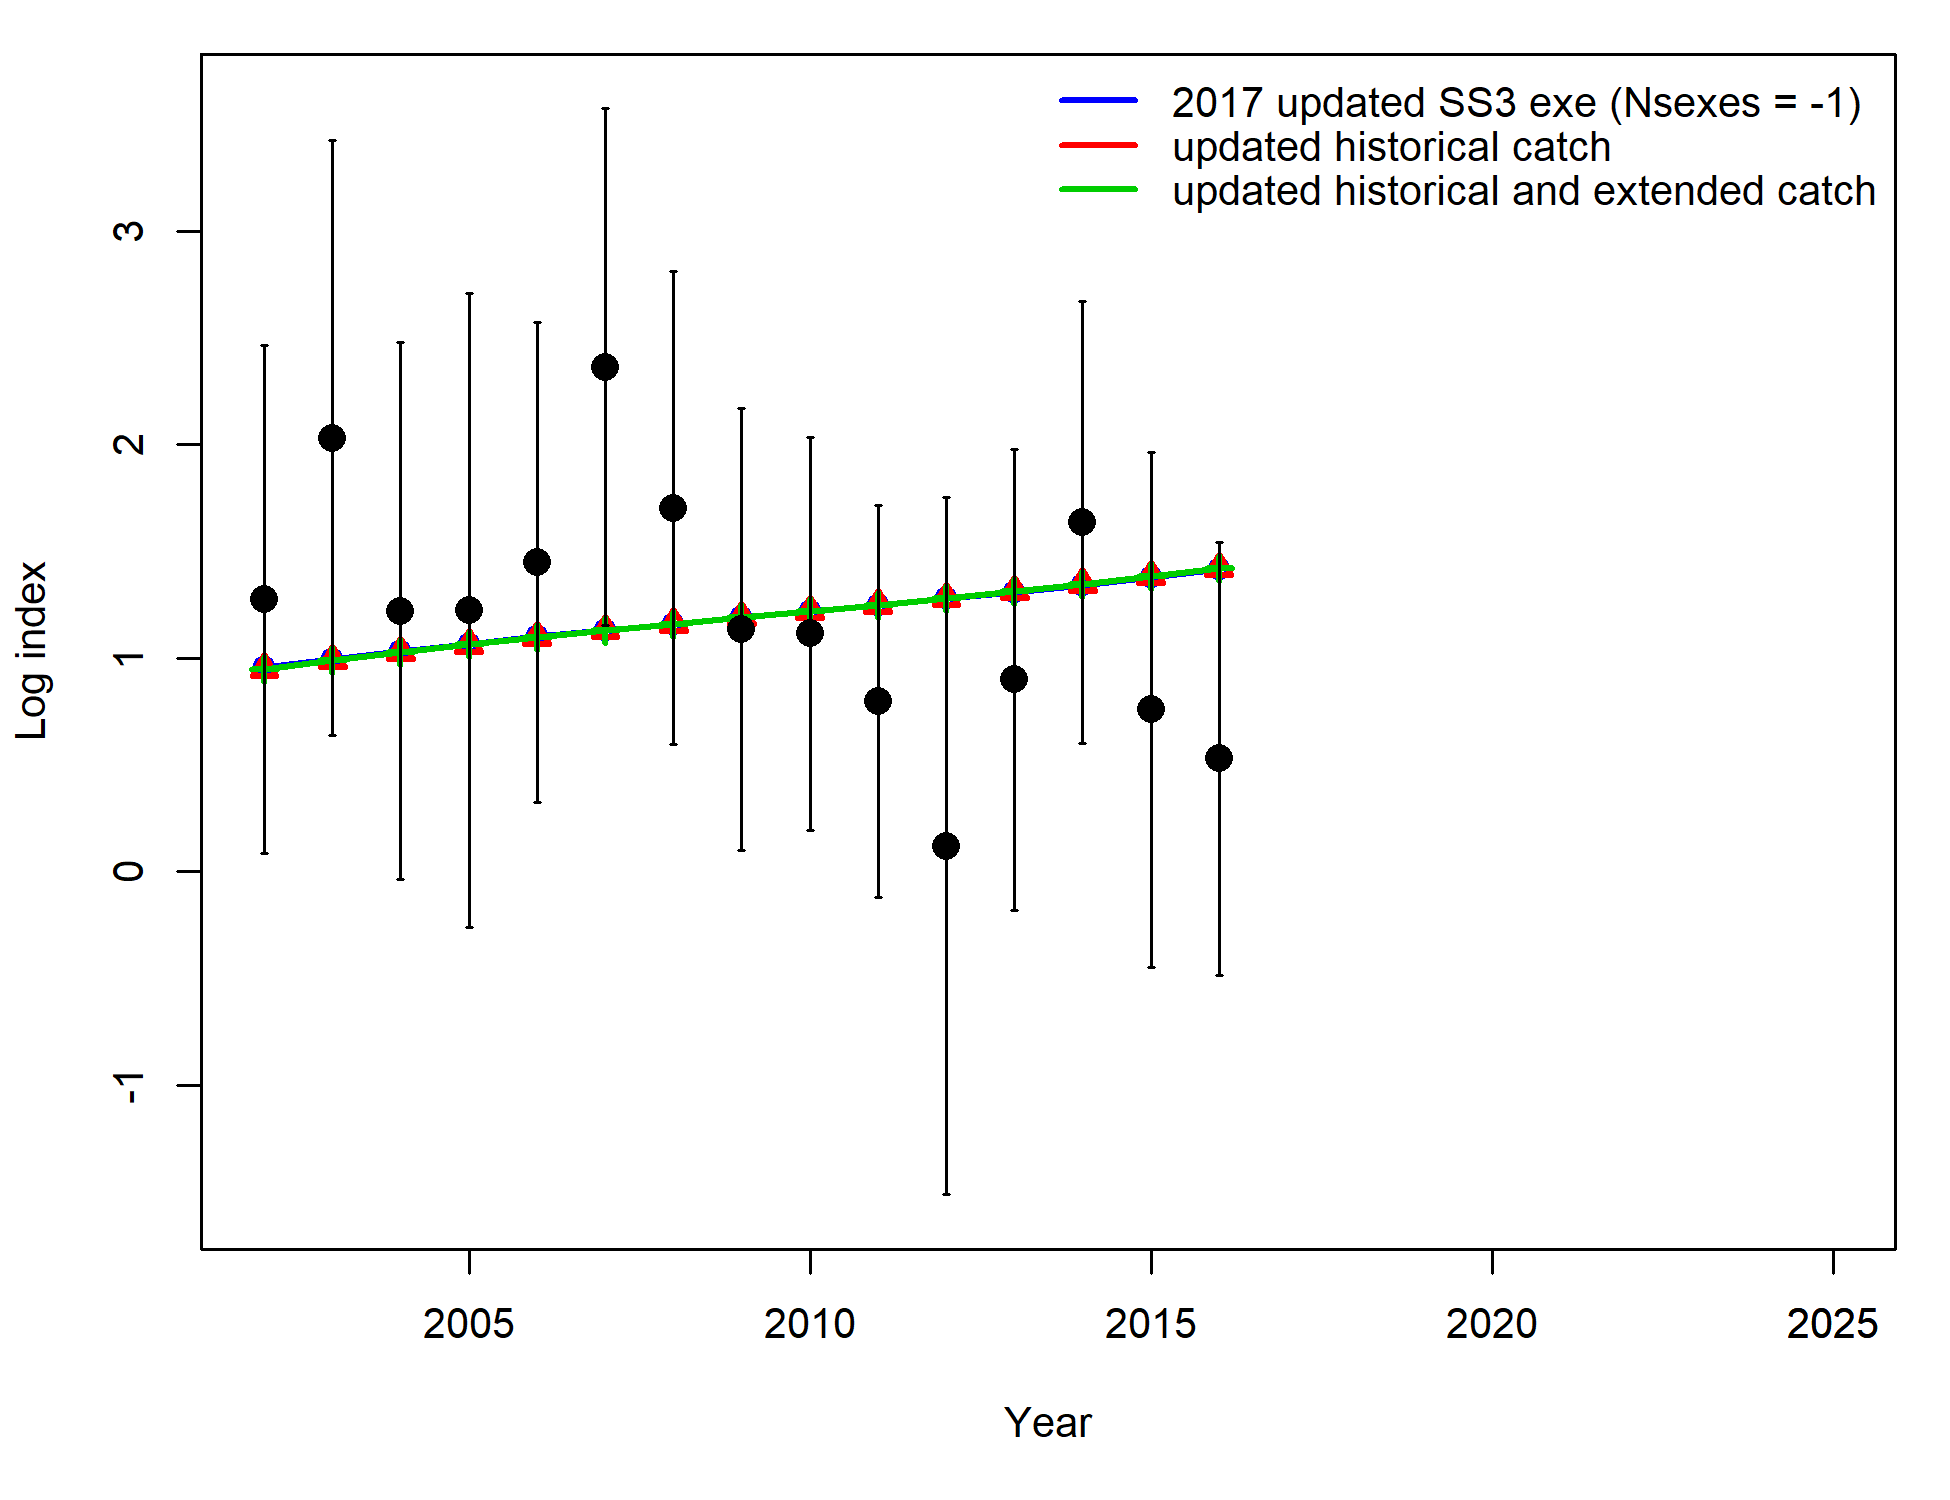 2017 updated SS3 exe (Nsexes = -1)
updated historical catch
updated historical and extended catch
Log index
3
2
1
0
-1
2005 2010 2015 2020 2025
Year